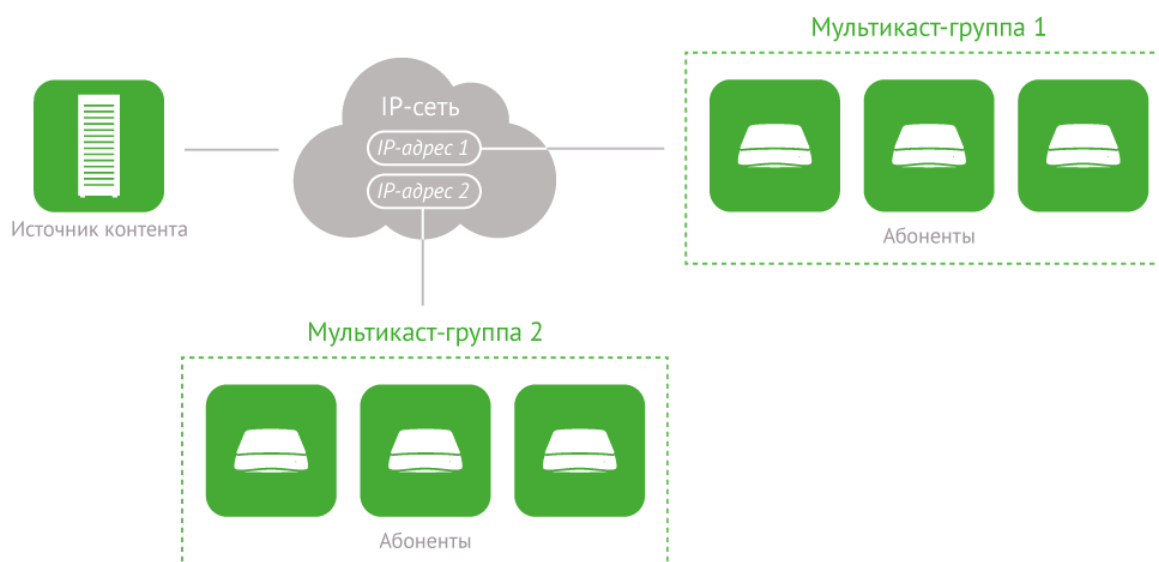 Мультикаст-группа 1
IP-сеть
IP-адрес 1
IP-адрес 2
Источник контента
Абоненты
Мультикаст-группа 2
Абоненты